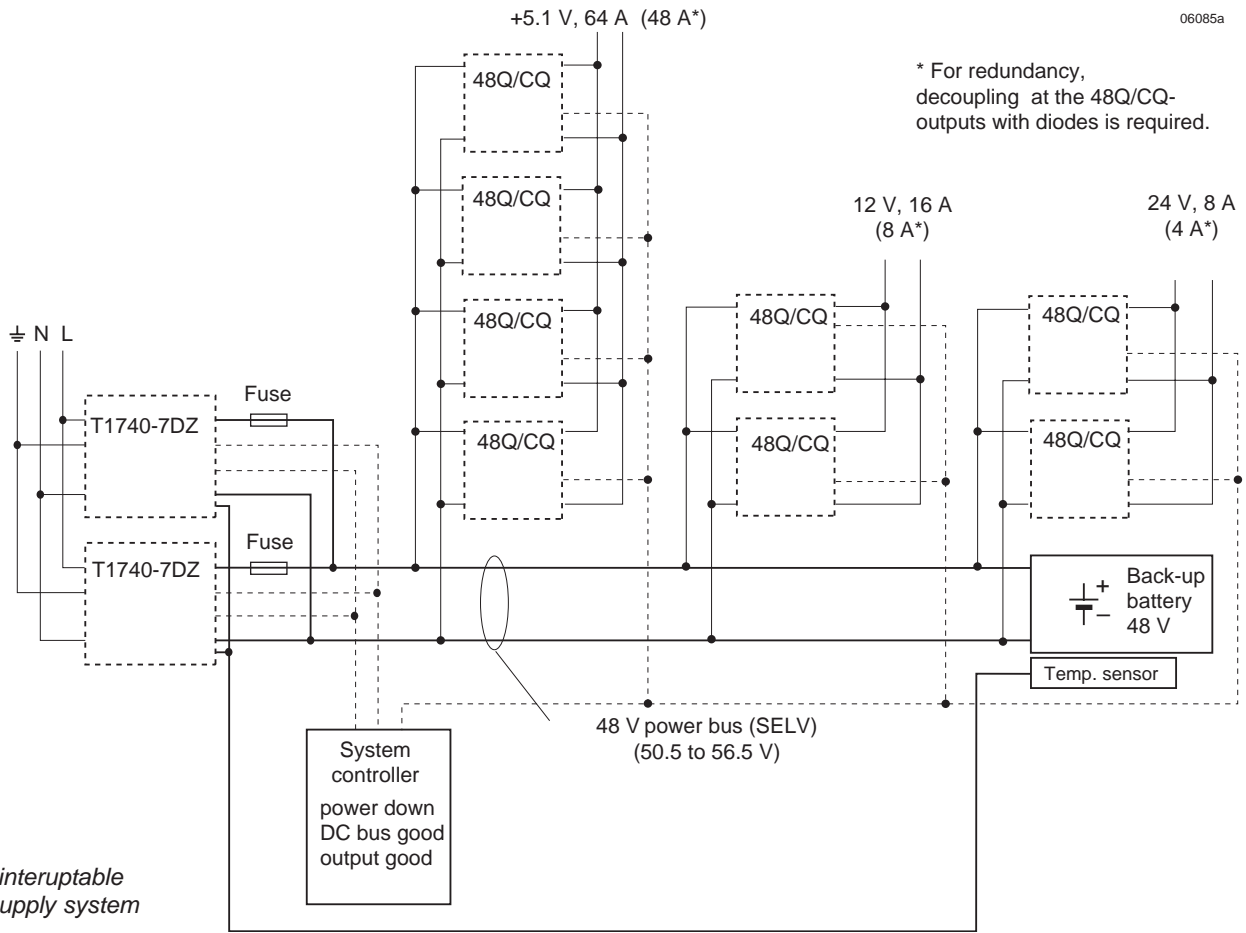 +5.1 V, 64 A (48 A*)
06085a
* For redundancy,
decoupling at the 48Q/CQ-
outputs with diodes is required.
48Q/CQ
48Q/CQ
48Q/CQ
48Q/CQ
12 V, 16 A
(8 A*)
48Q/CQ
48Q/CQ
24 V, 8 A
(4 A*)
48Q/CQ
48Q/CQ
N L
T1740-7DZ
Fuse
T1740-7DZ
Fuse
+
–
Back-up
battery
48 V
Temp. sensor
48 V power bus (SELV)
(50.5 to 56.5 V)
System
controller
power down
DC bus good
output good
interuptable
supply system